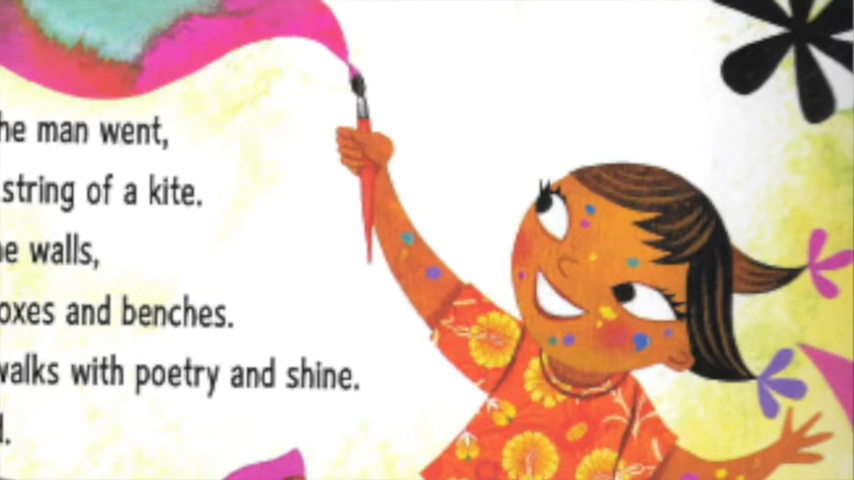 he man went,
string of a kite.
e walls,
oxes and benches.
walks with poetry and shine.